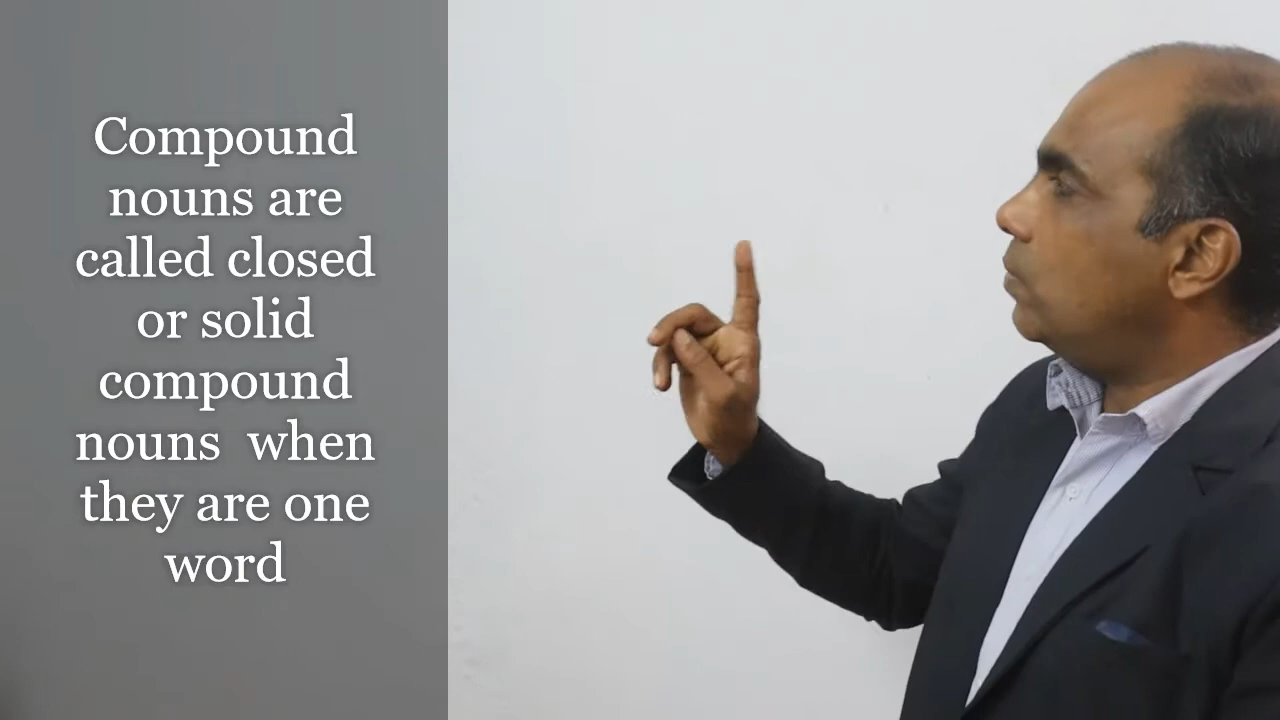 Compound
nouns are
called closed
or solid
compound
nouns  when
they are one
word